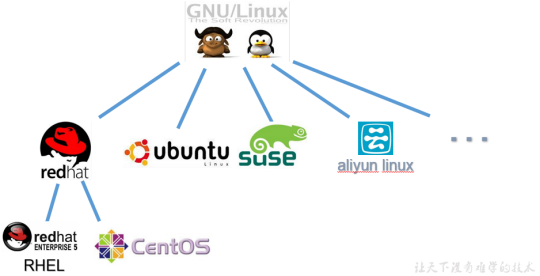 GNU/Linux
The Soft Revolution
redhat
ubuntu
Linux
SUSE
云
aliyun linux
...
redhat
ENTERPRISE 5
RHEL
CentOS
让天下没有难学的技术